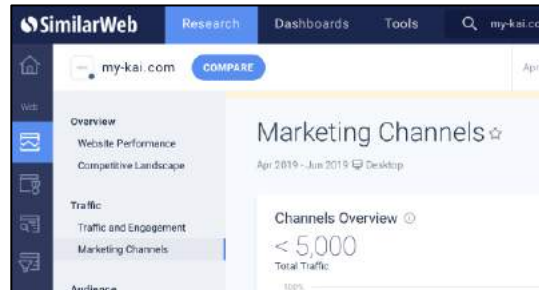 SimilarWeb Research Dashboards Tools my-kai.co
my-kai.com COMPARE Apr
Web
Overview
Website Performance
Competitive Landscape
Marketing Channels
Apr 2019 - Jun 2019 Desktop
Traffic
Traffic and Engagement
Marketing Channels
Channels Overview
< 5,000
Total Traffic
100%
Audience